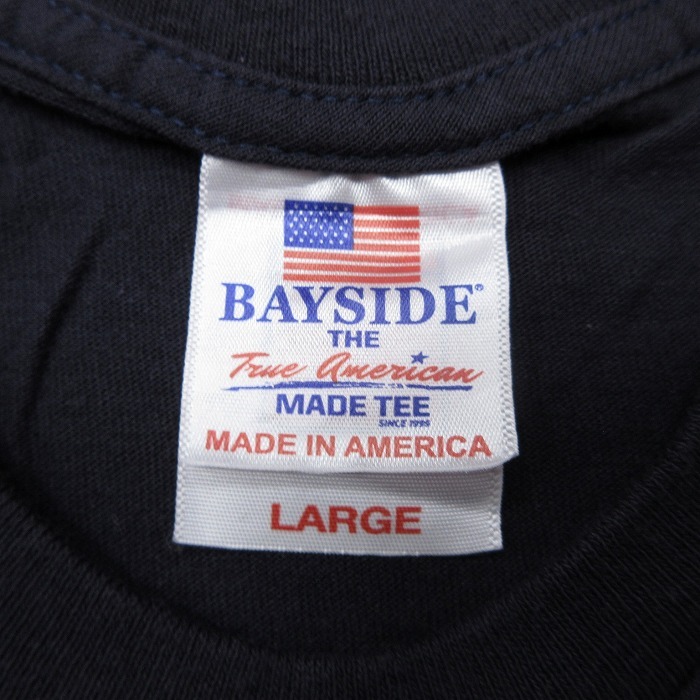 BAYSIDE®
THE
True American
MADE TEE
SINCE 1995
MADE IN AMERICA
LARGE